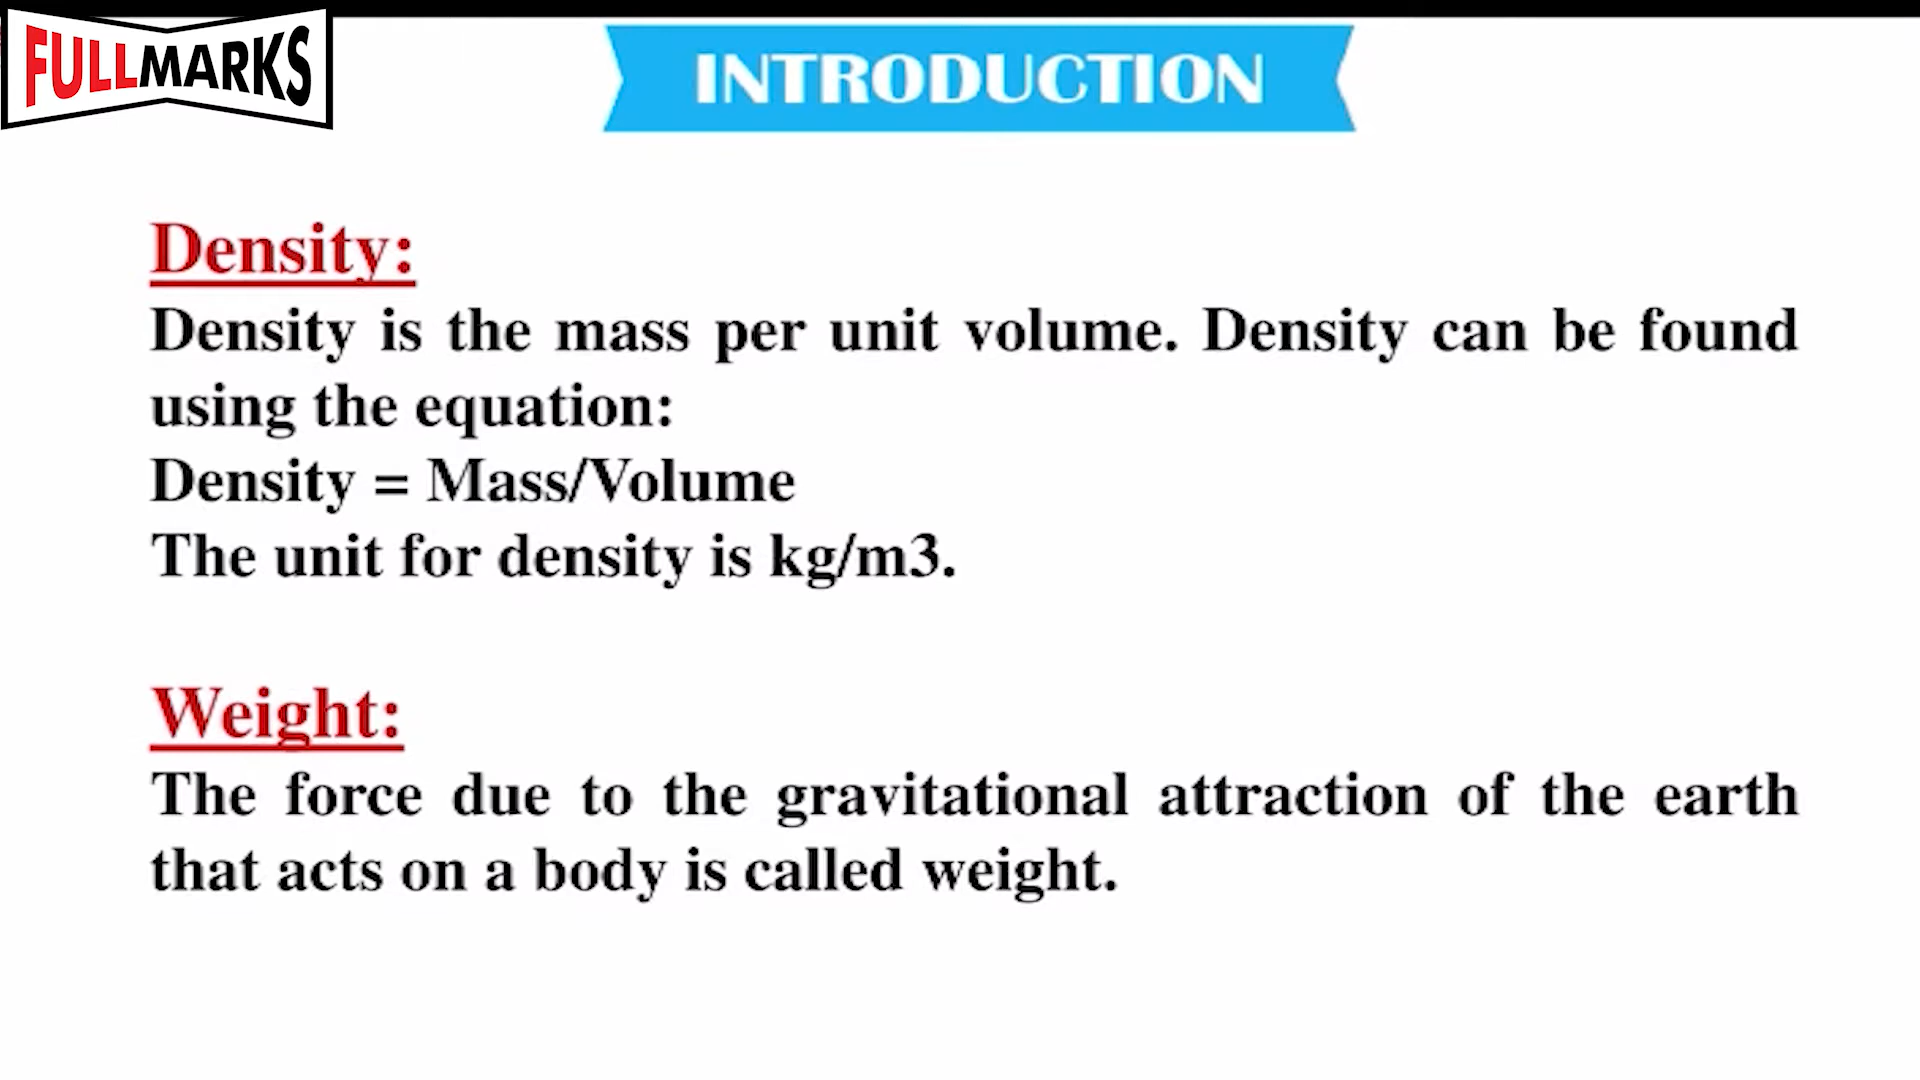 FULLMARKS
INTRODUCTION
Density:
Density is the mass per unit volume. Density can be found
using the equation:
Density = Mass/Volume
The unit for density is kg/m3.
Weight:
The force due to the gravitational attraction of the earth
that acts on a body is called weight.